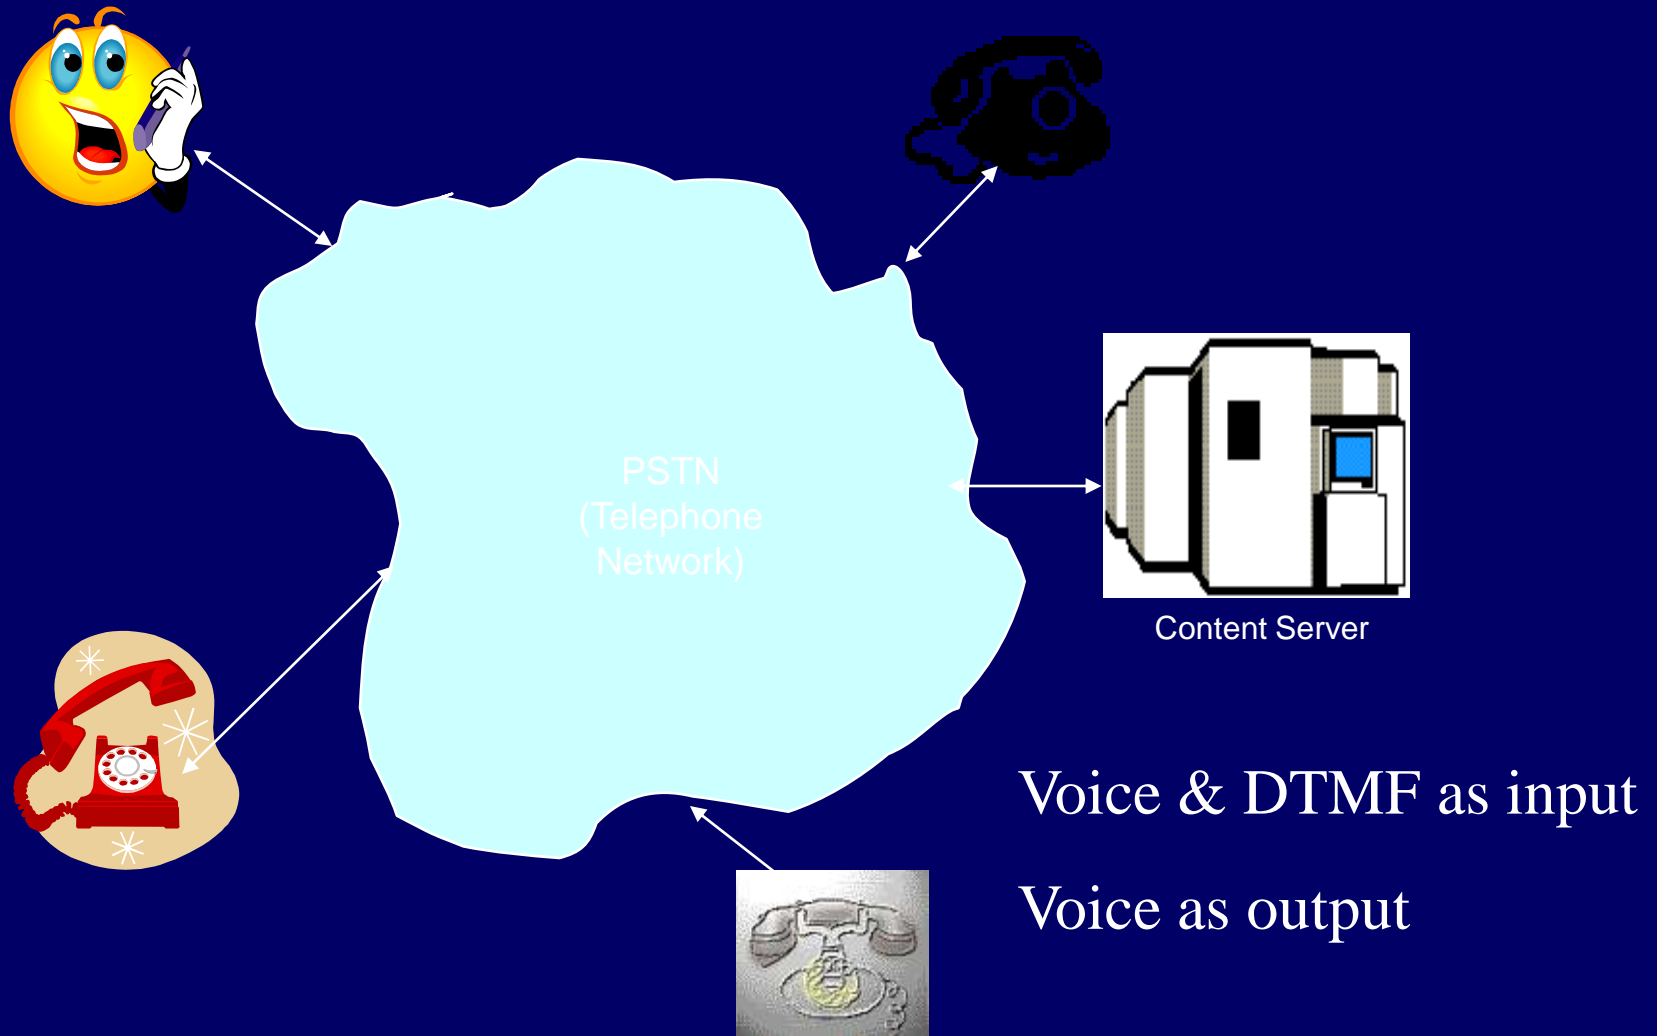 PSTN
(Telephone
Network)
Content Server
Voice & DTMF as input
Voice as output